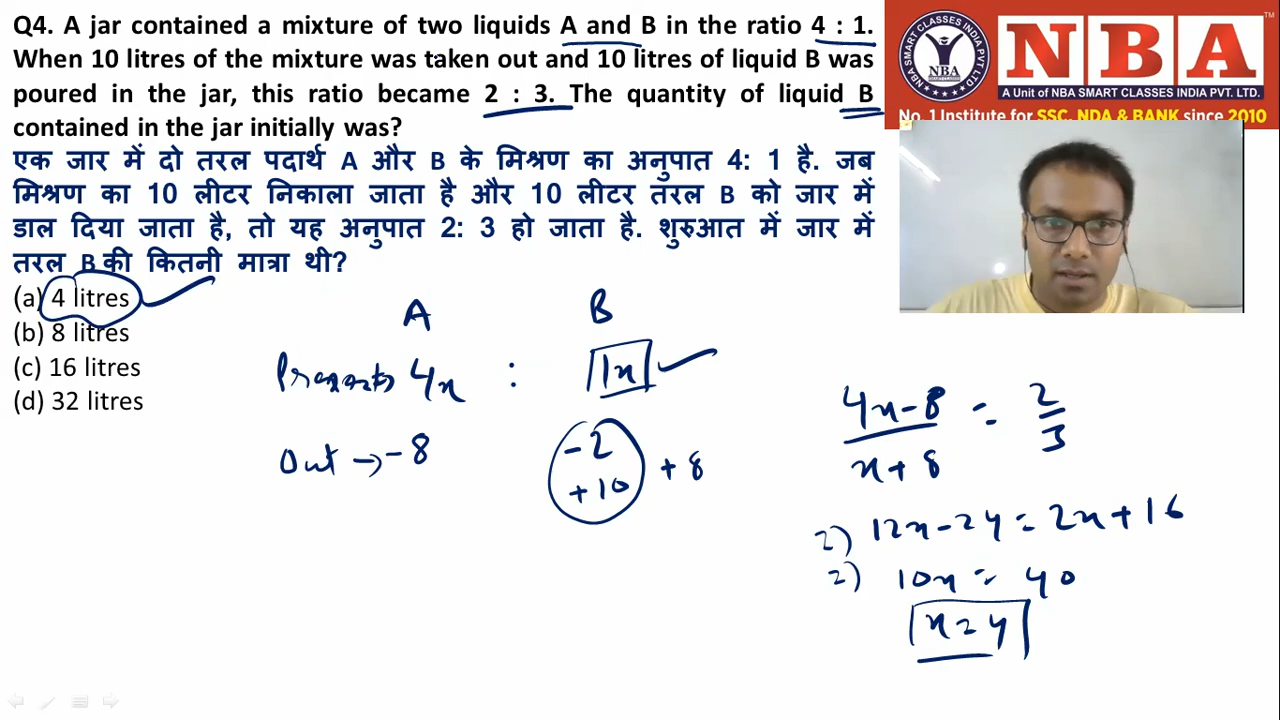 Q4. A jar contained a mixture of two liquids A and B in the ratio 4 : 1.
When 10 litres of the mixture was taken out and 10 litres of liquid B was
poured in the jar, this ratio became 2 : 3. The quantity of liquid B
contained in the jar initially was?
एक जार में दो तरल पदार्थ A और B के मिश्रण का अनुपात 4: 1 है. जब
मिश्रण का 10 लीटर निकाला जाता है और 10 लीटर तरल B को जार में
डाल दिया जाता है, तो यह अनुपात 2: 3 हो जाता है. शुरुआत में जार में
तरल B की कितनी मात्रा थी?
(a) 4 litres
(b) 8 litres
(c) 16 litres
(d) 32 litres
NBA
NBA SMART CLASSES INDIA PVT. LTD.
NBA
TM
A Unit of NBA SMART CLASSES INDIA PVT. LTD.
No. 1 Institute for SSC, NDA & BANK since 2010
A B
4x : 1x
Out → -8 -2
+10 +8
4x-8 = 2
x+8 3
12x-24 = 2x+16
10x = 40
x = 4